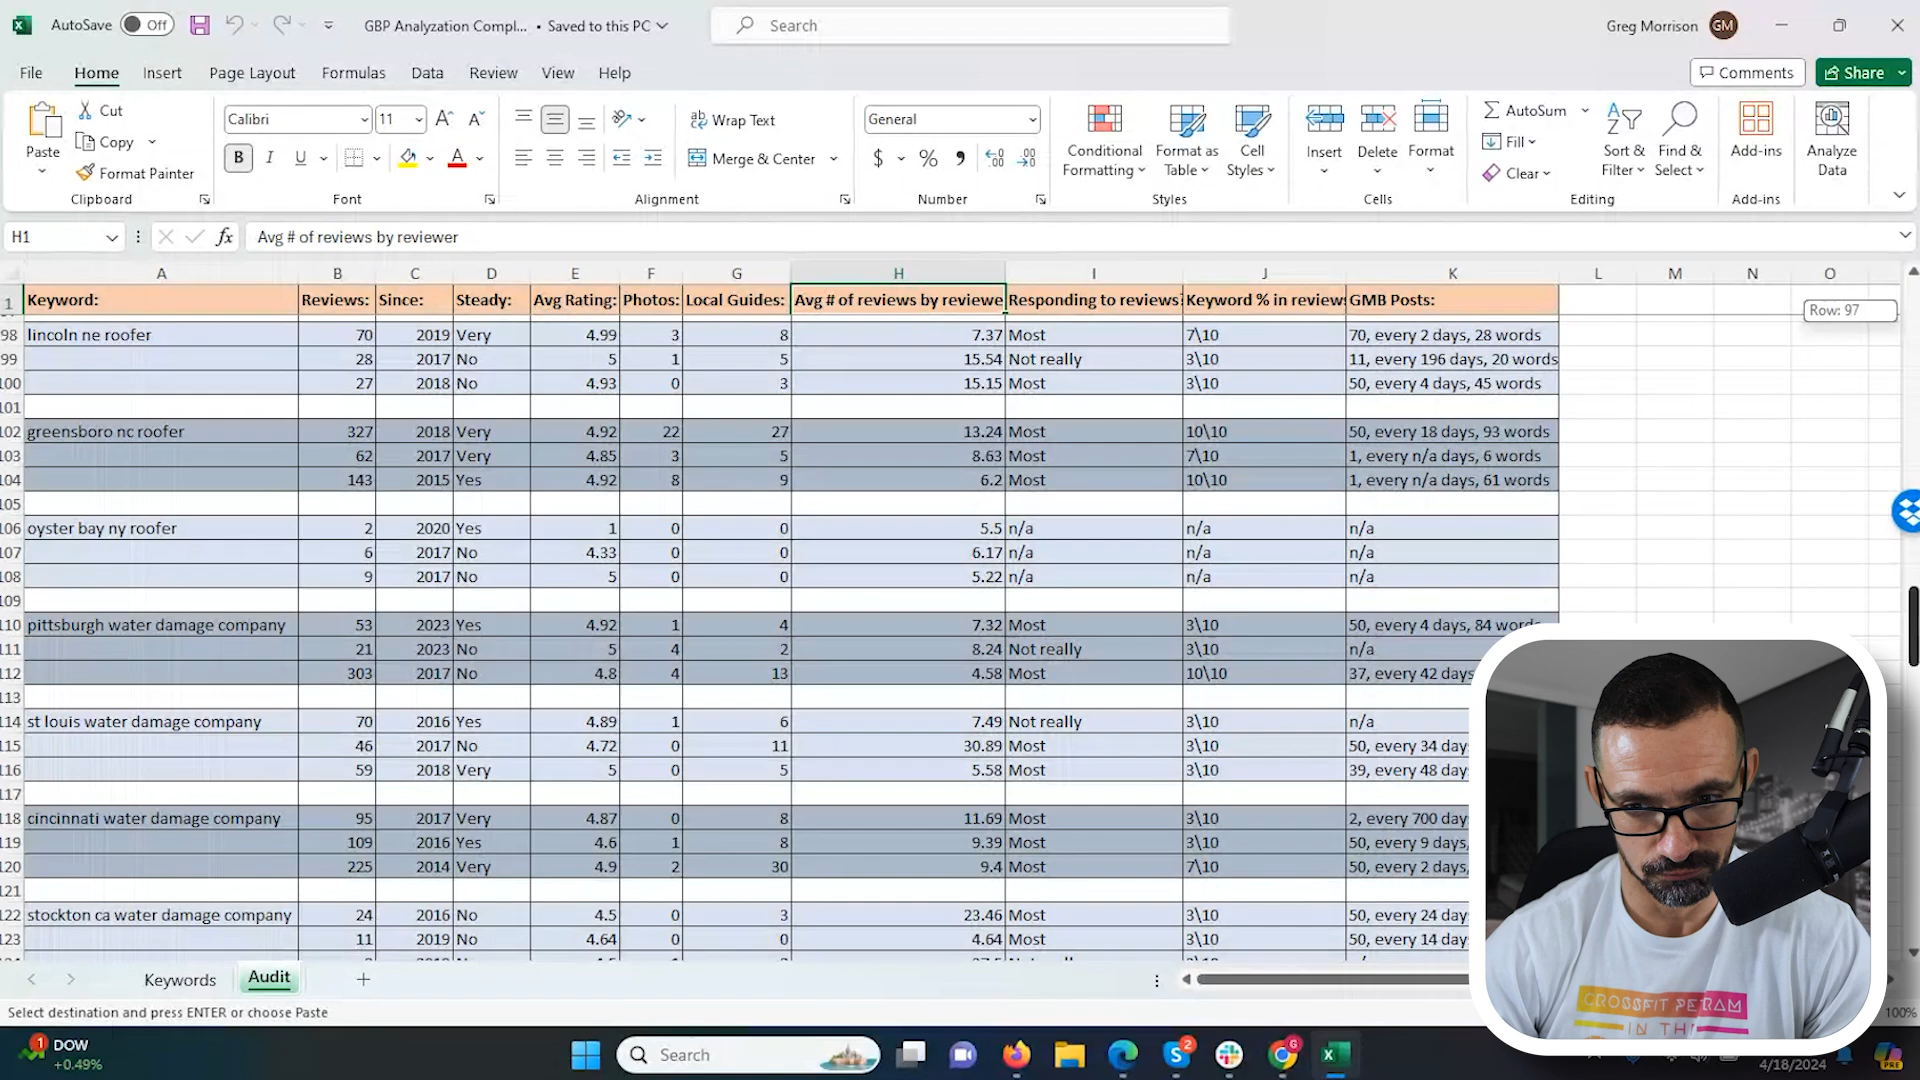 AutoSave Off GBP Analyzation Compl... • Saved to this PC Search Greg Morrison GM
File Home Insert Page Layout Formulas Data Review View Help Comments Share
Paste Cut Copy Format Painter Clipboard
Calibri 11 B I U A Font
Wrap Text Merge & Center Alignment
General $ % Number
Conditional Formatting Format as Table Cell Styles Styles
Insert Delete Format Cells
AutoSum Fill Clear Sort & Filter Find & Select Editing
Add-ins Add-ins
Analyze Data
H1 fx Avg # of reviews by reviewer
A B C D E F G H I J K L M N O
1 Keyword: Reviews: Since: Steady: Avg Rating: Photos: Local Guides: Avg # of reviews by reviewe Responding to reviews? Keyword % in review GMB Posts:
Row: 97
98 lincoln ne roofer 70 2019 Very 4.99 3 8 7.37 Most 7\10 70, every 2 days, 28 words
99 28 2017 No 5 1 5 15.54 Not really 3\10 11, every 196 days, 20 words
100 27 2018 No 4.93 0 3 15.15 Most 3\10 50, every 4 days, 45 words
101
102 greensboro nc roofer 327 2018 Very 4.92 22 27 13.24 Most 10\10 50, every 18 days, 93 words
103 62 2017 Very 4.85 3 5 8.63 Most 7\10 1, every n/a days, 6 words
104 143 2015 Yes 4.92 8 9 6.2 Most 10\10 1, every n/a days, 61 words
105
106 oyster bay ny roofer 2 2020 Yes 1 0 0 5.5 n/a n/a n/a
107 6 2017 No 4.33 0 0 6.17 n/a n/a n/a
108 9 2017 No 5 0 0 5.22 n/a n/a n/a
109
110 pittsburgh water damage company 53 2023 Yes 4.92 1 4 7.32 Most 3\10 50, every 4 days, 84 words
111 21 2023 No 5 4 2 8.24 Not really 3\10 n/a
112 303 2017 No 4.8 4 13 4.58 Most 10\10 37, every 42 days
113
114 st louis water damage company 70 2016 Yes 4.89 1 6 7.49 Not really 3\10 n/a
115 46 2017 No 4.72 0 11 30.89 Most 3\10 50, every 34 day
116 59 2018 Very 5 0 5 5.58 Most 3\10 39, every 48 day
117
118 cincinnati water damage company 95 2017 Very 4.87 0 8 11.69 Most 3\10 2, every 700 day
119 109 2016 Yes 4.6 1 8 9.39 Most 3\10 50, every 9 days,
120 225 2014 Very 4.9 2 30 9.4 Most 7\10 50, every 2 days,
121
122 stockton ca water damage company 24 2016 No 4.5 0 3 23.46 Most 3\10 50, every 24 day
123 11 2019 No 4.64 0 0 4.64 Most 3\10 50, every 14 day
Keywords Audit
Select destination and press ENTER or choose Paste 100%
1 DOW
+0.49%
Search
2
G
4/18/2024
PRE
CROSSFIT
IN TH